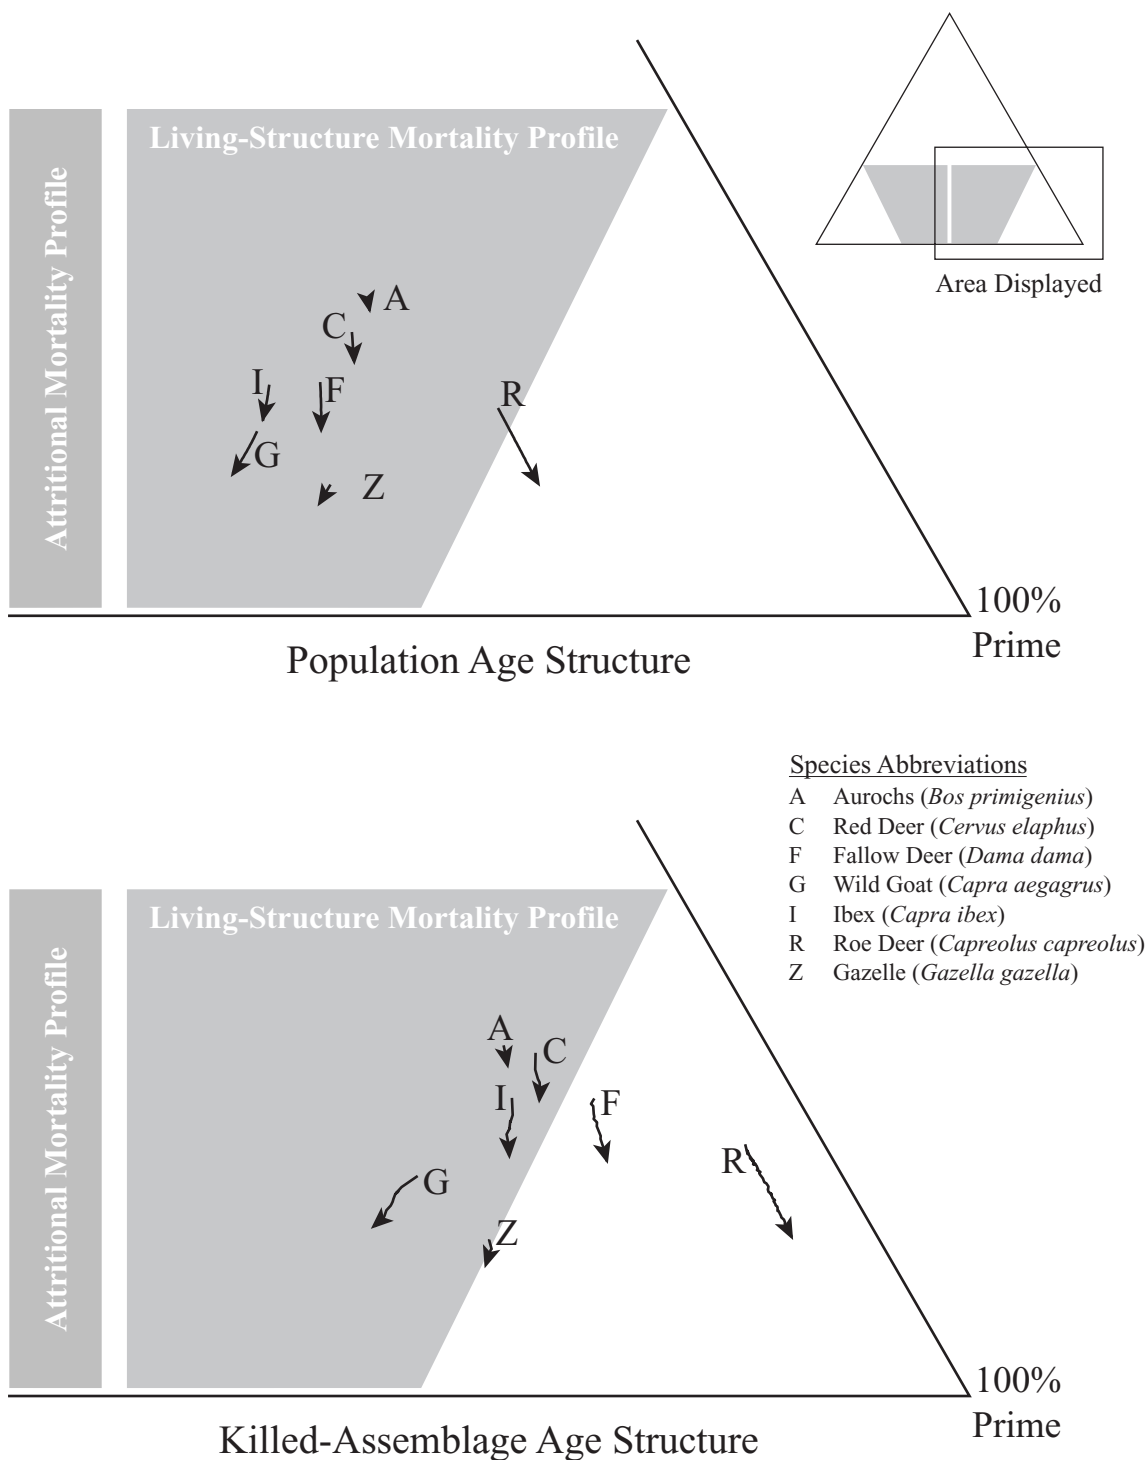 Living-Structure Mortality Profile
Attritional Mortality Profile
Area Displayed
A
C
I
F
R
G
Z
100%
Prime
Population Age Structure
Species Abbreviations
A Aurochs (Bos primigenius)
C Red Deer (Cervus elaphus)
F Fallow Deer (Dama dama)
G Wild Goat (Capra aegagrus)
I Ibex (Capra ibex)
R Roe Deer (Capreolus capreolus)
Z Gazelle (Gazella gazella)
Living-Structure Mortality Profile
Attritional Mortality Profile
A
C
I
F
R
G
Z
100%
Prime
Killed-Assemblage Age Structure